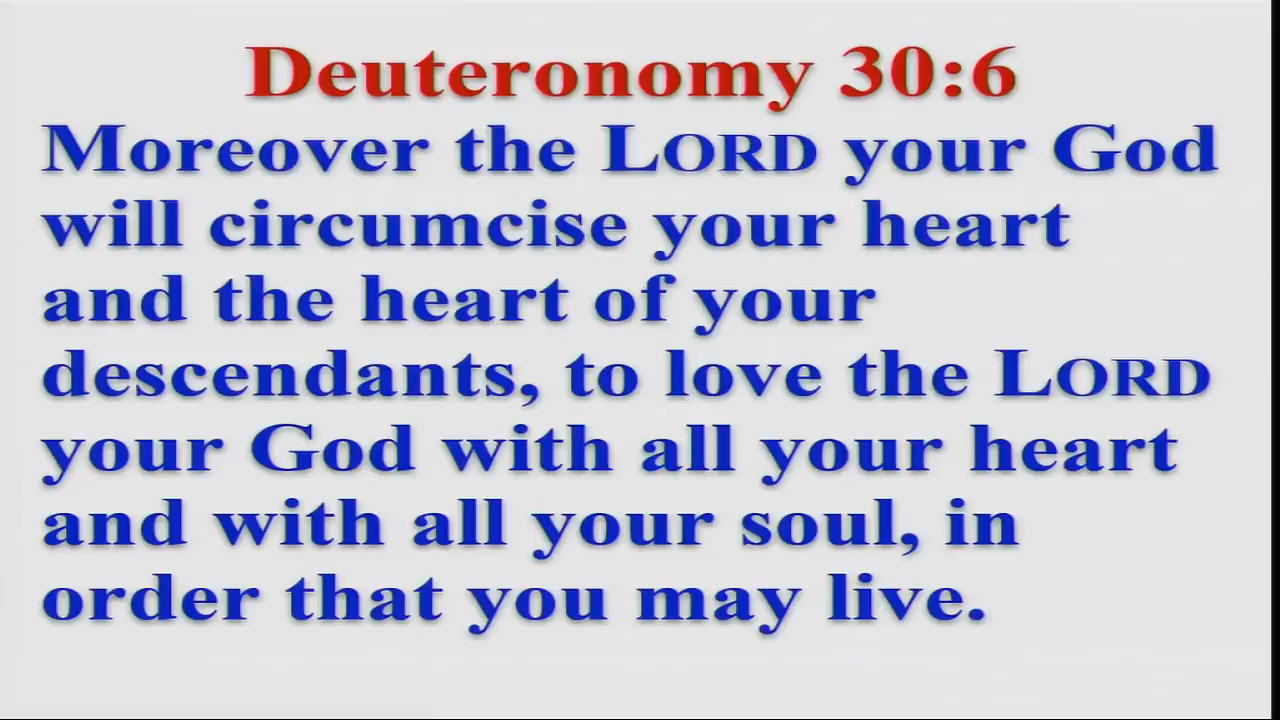 Deuteronomy 30:6
Moreover the LORD your God
will circumcise your heart
and the heart of your
descendants, to love the LORD
your God with all your heart
and with all your soul, in
order that you may live.